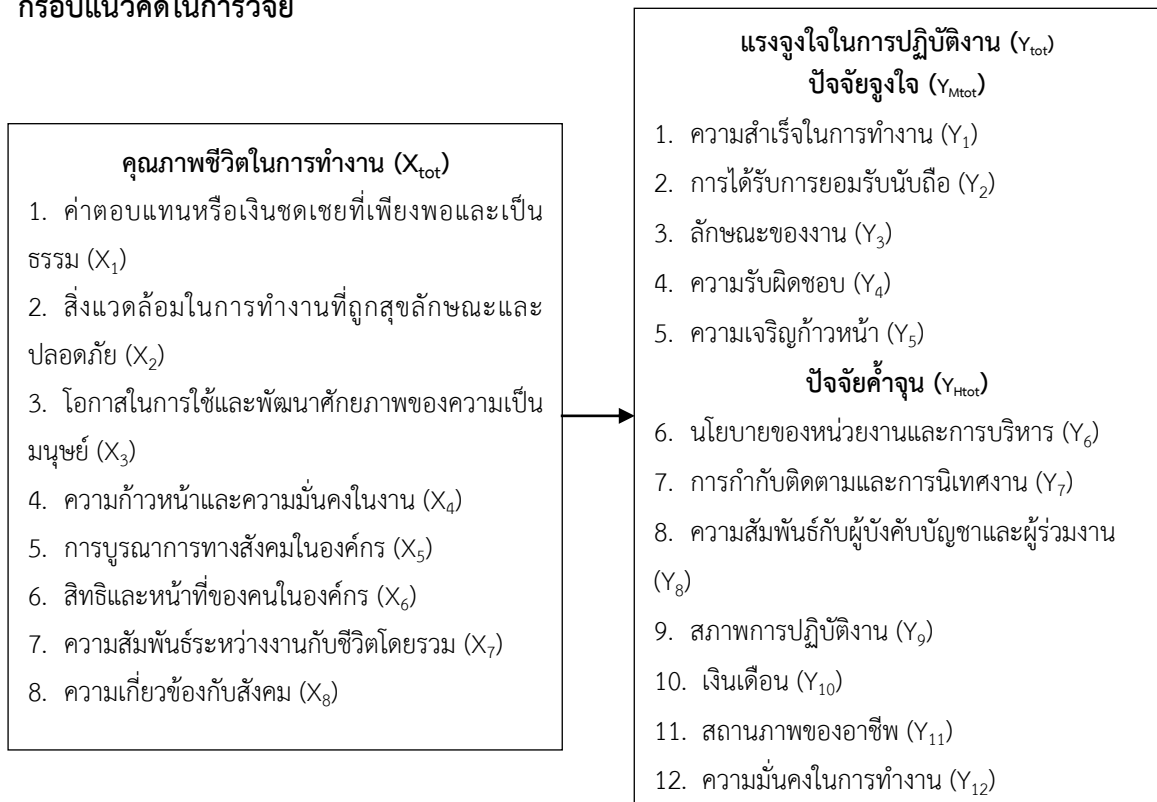 กรอบแนวคิดในการวิจัย
คุณภาพชีวิตในการทำงาน (Xtot)
1. ค่าตอบแทนหรือเงินชดเชยที่เพียงพอและเป็น
ธรรม (X1)
2. สิ่งแวดล้อมในการทำงานที่ถูกสุขลักษณะและ
ปลอดภัย (X2)
3. โอกาสในการใช้และพัฒนาศักยภาพของความเป็น
มนุษย์ (X3)
4. ความก้าวหน้าและความมั่นคงในงาน (X4)
5. การบูรณาการทางสังคมในองค์กร (X5)
6. สิทธิและหน้าที่ของคนในองค์กร (X6)
7. ความสัมพันธ์ระหว่างงานกับชีวิตโดยรวม (X7)
8. ความเกี่ยวข้องกับสังคม (X8)
แรงจูงใจในการปฏิบัติงาน (Ytot)
ปัจจัยจูงใจ (YMtot)
1. ความสำเร็จในการทำงาน (Y1)
2. การได้รับการยอมรับนับถือ (Y2)
3. ลักษณะของงาน (Y3)
4. ความรับผิดชอบ (Y4)
5. ความเจริญก้าวหน้า (Y5)
ปัจจัยค้ำจุน (YHtot)
6. นโยบายของหน่วยงานและการบริหาร (Y6)
7. การกำกับติดตามและการนิเทศงาน (Y7)
8. ความสัมพันธ์กับผู้บังคับบัญชาและผู้ร่วมงาน
(Y8)
9. สภาพการปฏิบัติงาน (Y9)
10. เงินเดือน (Y10)
11. สถานภาพของอาชีพ (Y11)
12. ความมั่นคงในการทำงาน (Y12)